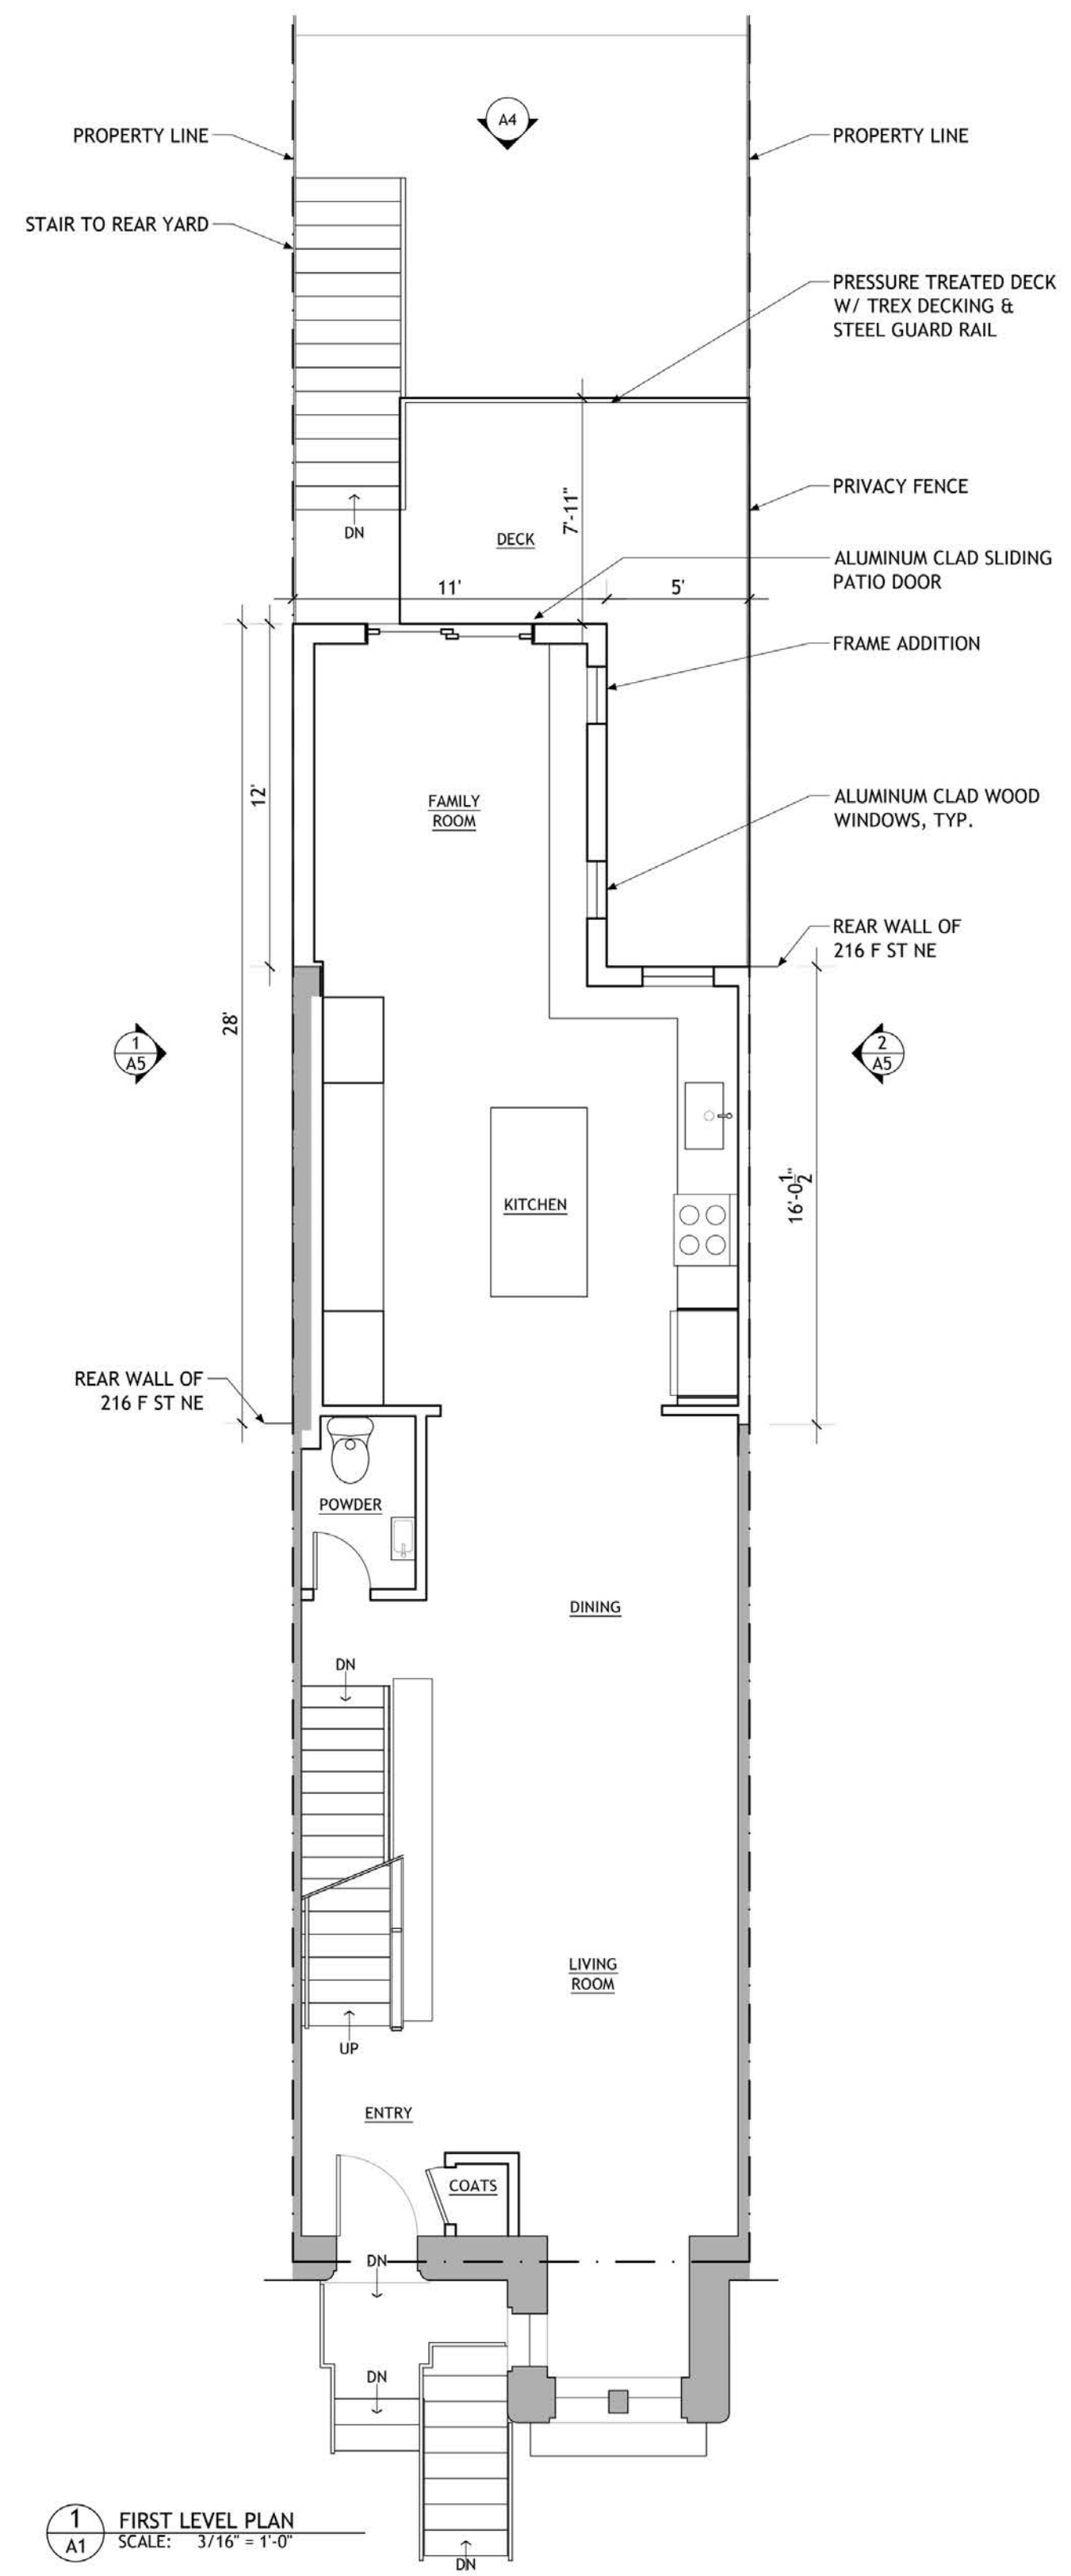 A4
PROPERTY LINE
PROPERTY LINE
STAIR TO REAR YARD
PRESSURE TREATED DECK
W/ TREX DECKING &
STEEL GUARD RAIL
PRIVACY FENCE
7'-11"
DN
DECK
ALUMINUM CLAD SLIDING
PATIO DOOR
11'
5'
FRAME ADDITION
12'
FAMILY
ROOM
ALUMINUM CLAD WOOD
WINDOWS, TYP.
REAR WALL OF
216 F ST NE
28'
1
A5
2
A5
16'-0 1/2"
KITCHEN
REAR WALL OF
216 F ST NE
POWDER
DINING
DN
LIVING
ROOM
UP
ENTRY
COATS
DN
DN
DN
1
A1
FIRST LEVEL PLAN
SCALE: 3/16" = 1'-0"